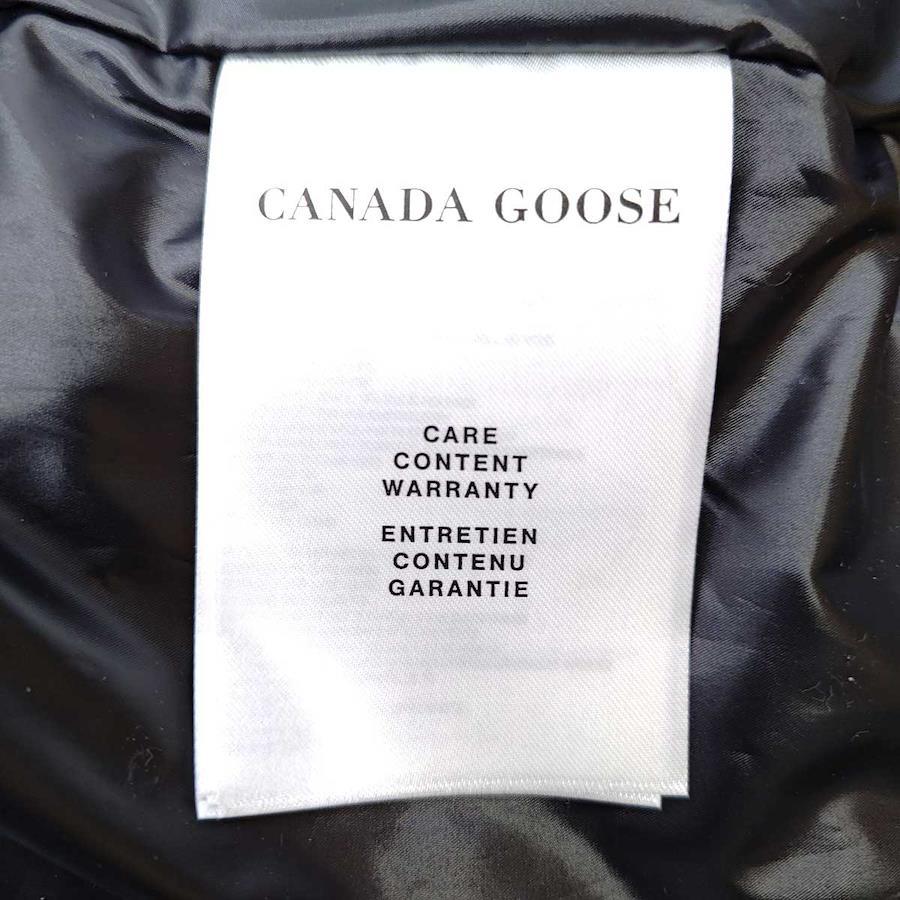 CANADA GOOSE
CARE
CONTENT
WARRANTY
ENTRETIEN
CONTENU
GARANTIE